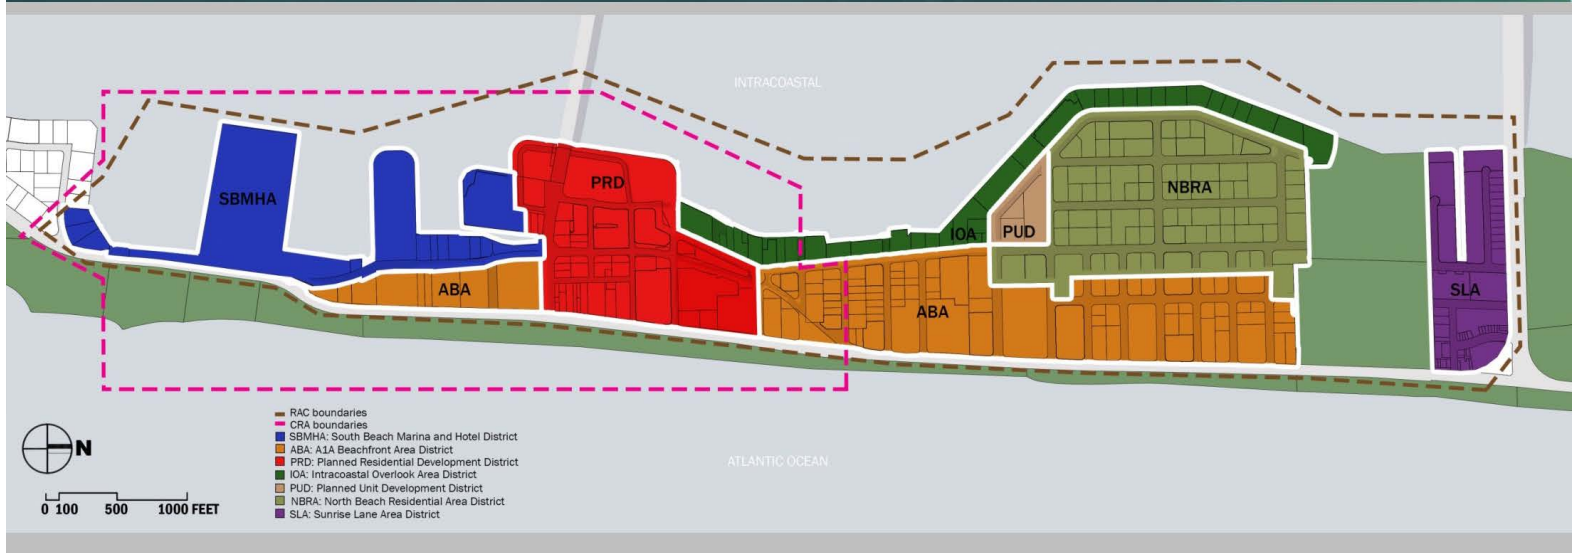 INTRACOASTAL
SBMHA
PRD
NBRA
IOA
PUD
ABA
SLA
ABA
RAC boundaries
CRA boundaries
SBMHA: South Beach Marina and Hotel District
ABA: A1A Beachfront Area District
PRD: Planned Residential Development District
IOA: Intracoastal Overlook Area District
PUD: Planned Unit Development District
NBRA: North Beach Residential Area District
SLA: Sunrise Lane Area District
N
ATLANTIC OCEAN
0 100 500 1000 FEET